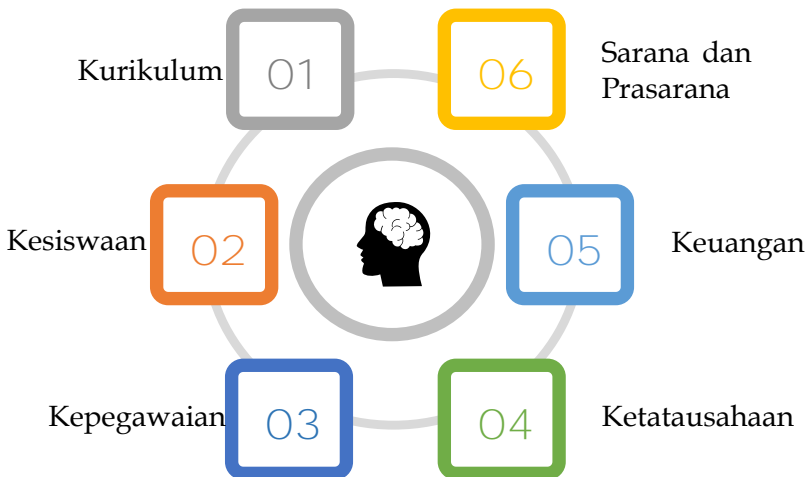 Kurikulum
01
Kesiswaan
02
Kepegawaian
03
04
Ketatausahaan
05
Keuangan
06
Sarana dan
Prasarana